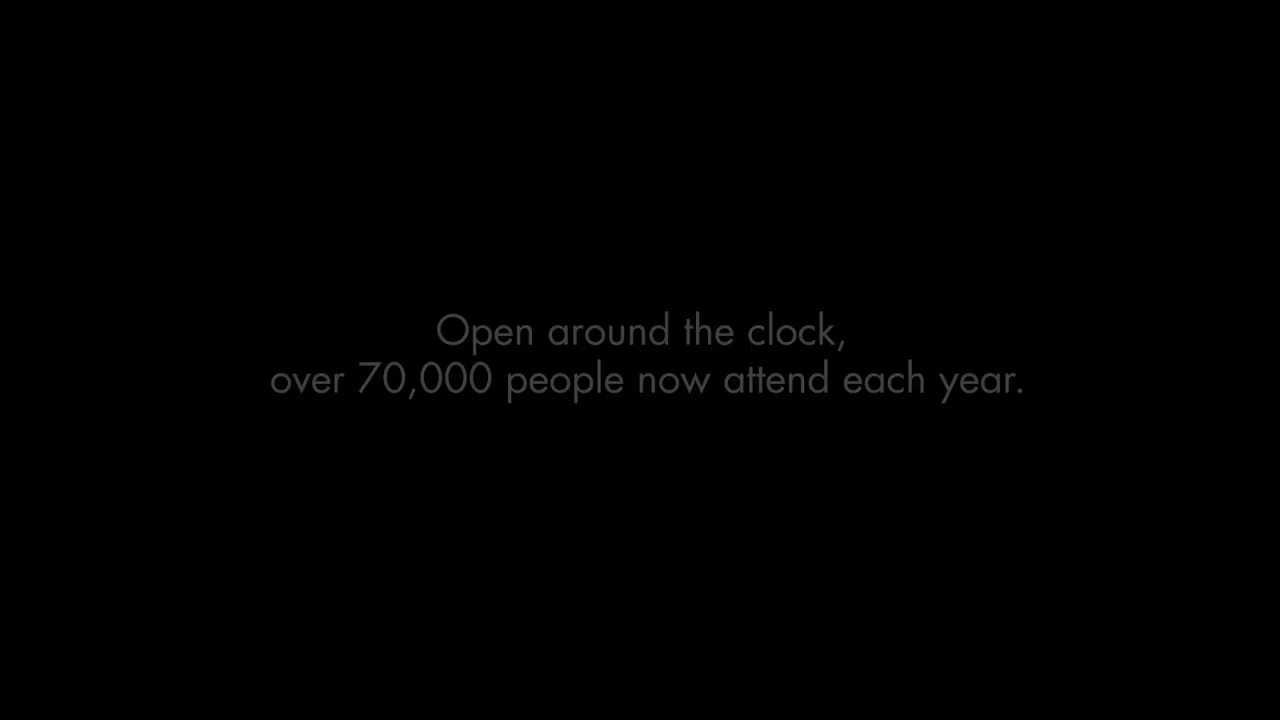 Open around the clock,
over 70,000 people now attend each year.